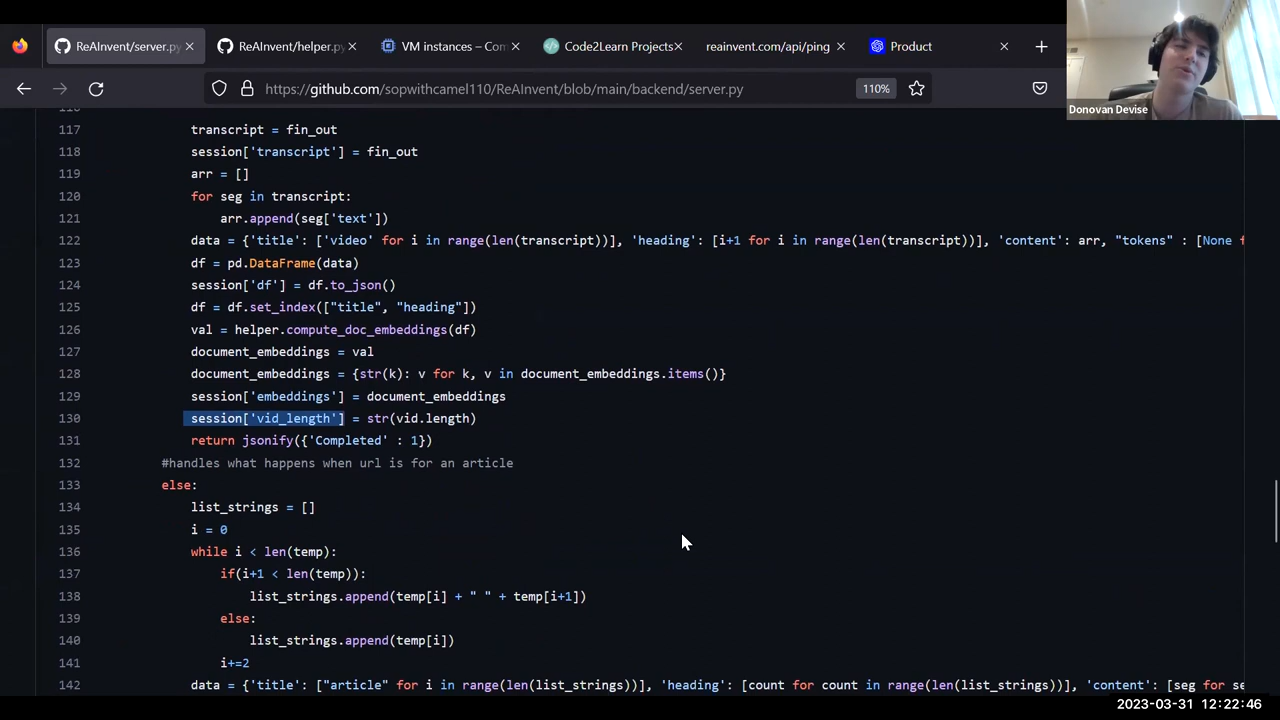 ReAInvent/server.py
ReAInvent/helper.py
VM instances – Con
Code2Learn Projects
reainvent.com/api/ping
Product
https://github.com/sopwithcamel110/ReAInvent/blob/main/backend/server.py
110%
Donovan Devise
117 transcript = fin_out
118 session['transcript'] = fin_out
119 arr = []
120 for seg in transcript:
121 arr.append(seg['text'])
122 data = {'title': ['video' for i in range(len(transcript))], 'heading': [i+1 for i in range(len(transcript))], 'content': arr, "tokens" : [None f
123 df = pd.DataFrame(data)
124 session['df'] = df.to_json()
125 df = df.set_index(["title", "heading"])
126 val = helper.compute_doc_embeddings(df)
127 document_embeddings = val
128 document_embeddings = {str(k): v for k, v in document_embeddings.items()}
129 session['embeddings'] = document_embeddings
130 session['vid_length'] = str(vid.length)
131 return jsonify({'Completed' : 1})
132 #handles what happens when url is for an article
133 else:
134 list_strings = []
135 i = 0
136 while i < len(temp):
137 if(i+1 < len(temp)):
138 list_strings.append(temp[i] + " " + temp[i+1])
139 else:
140 list_strings.append(temp[i])
141 i+=2
142 data = {'title': ["article" for i in range(len(list_strings))], 'heading': [count for count in range(len(list_strings))], 'content': [seg for se
2023-03-31 12:22:46